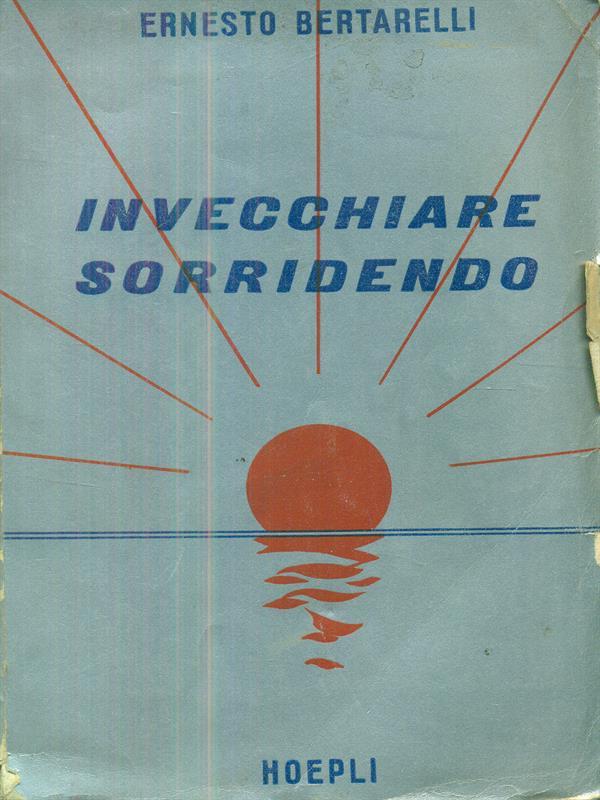 ERNESTO BERTARELLI
INVECCHIARE
SORRIDENDO
HOEPLI